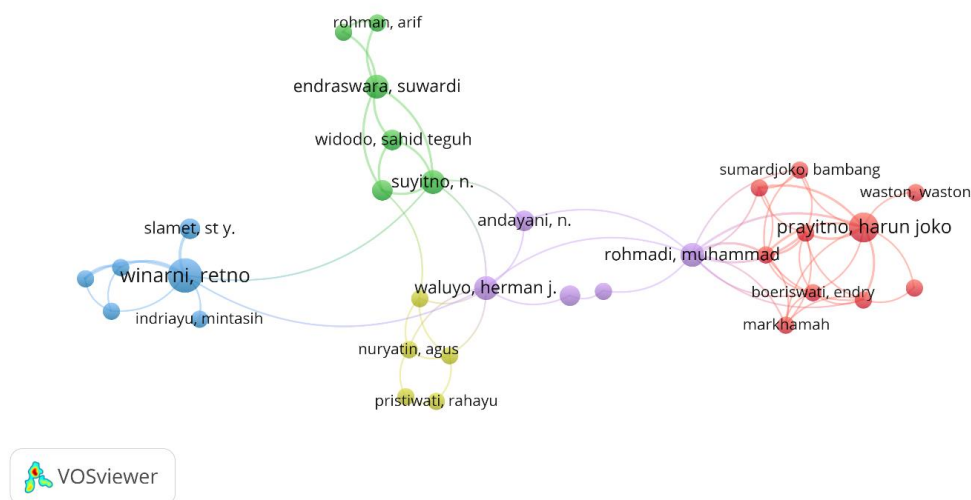 rohman, arif
endraswara, suwardi
widodo, sahid teguh
sumardjoko, bambang
suyitno, n.
waston, waston
slamet, st y.
andayani, n.
prayitno, harun joko
rohmadi, muhammad
winarni, retno
waluyo, herman j.
boeriswati, endry
indriayu, mintasih
markhamah
nuryatin, agus
pristiwati, rahayu
VOSviewer